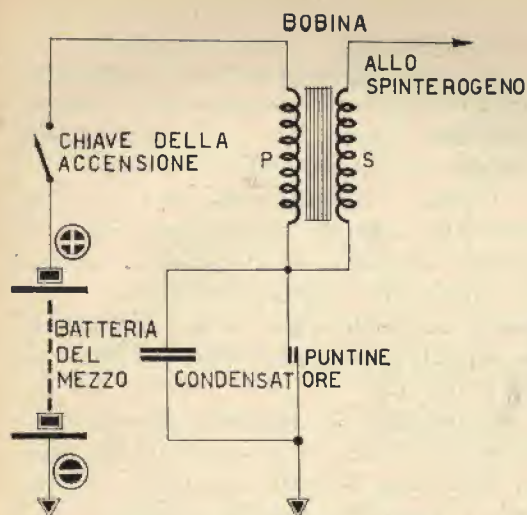 BOBINA
ALLO
SPINTEROGENO
CHIAVE DELLA
ACCENSIONE
P
S
+
BATTERIA
DEL
MEZZO
CONDENSATORE
PUNTINE
-